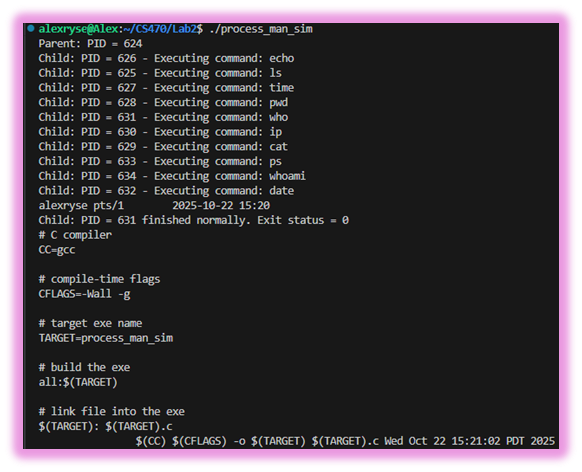 alexryse@Alex:~/CS470/Lab2$ ./process_man_sim
Parent: PID = 624
Child: PID = 626 - Executing command: echo
Child: PID = 625 - Executing command: ls
Child: PID = 627 - Executing command: time
Child: PID = 628 - Executing command: pwd
Child: PID = 631 - Executing command: who
Child: PID = 630 - Executing command: ip
Child: PID = 629 - Executing command: cat
Child: PID = 633 - Executing command: ps
Child: PID = 634 - Executing command: whoami
Child: PID = 632 - Executing command: date
alexryse pts/1        2025-10-22 15:20
Child: PID = 631 finished normally. Exit status = 0
# C compiler
CC=gcc
# compile-time flags
CFLAGS=-Wall -g
# target exe name
TARGET=process_man_sim
# build the exe
all:$(TARGET)
# link file into the exe
$(TARGET): $(TARGET).c
$(CC) $(CFLAGS) -o $(TARGET) $(TARGET).c Wed Oct 22 15:21:02 PDT 2025